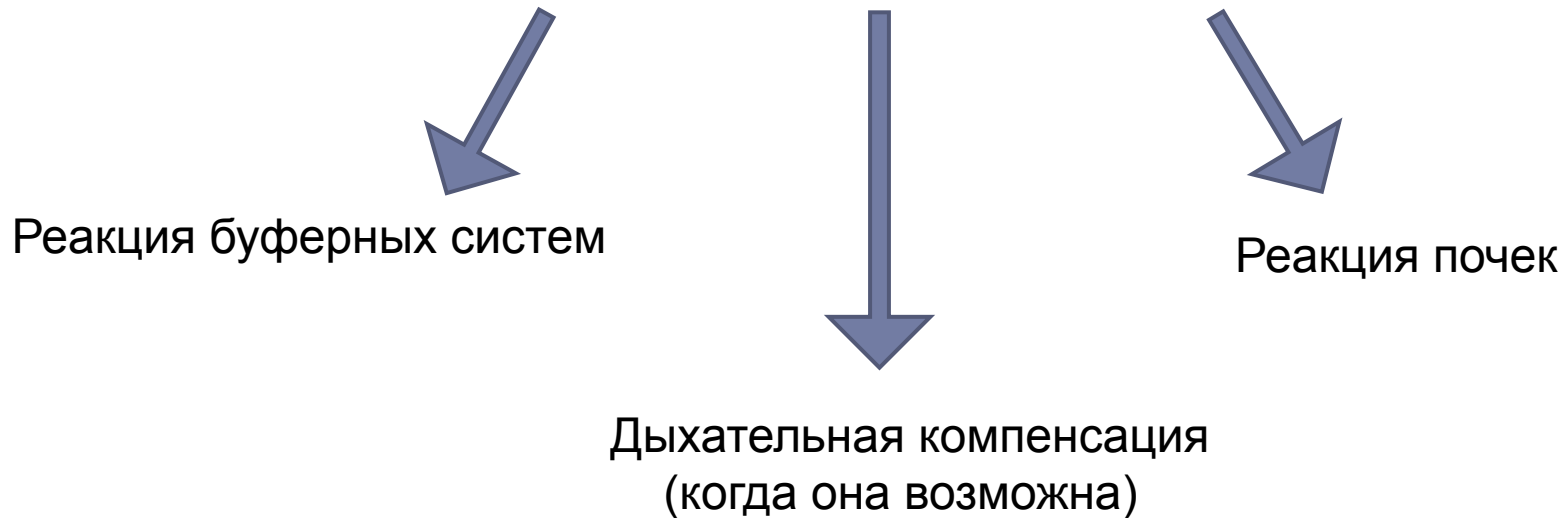 Реакция буферных систем
Реакция почек
Дыхательная компенсация
(когда она возможна)